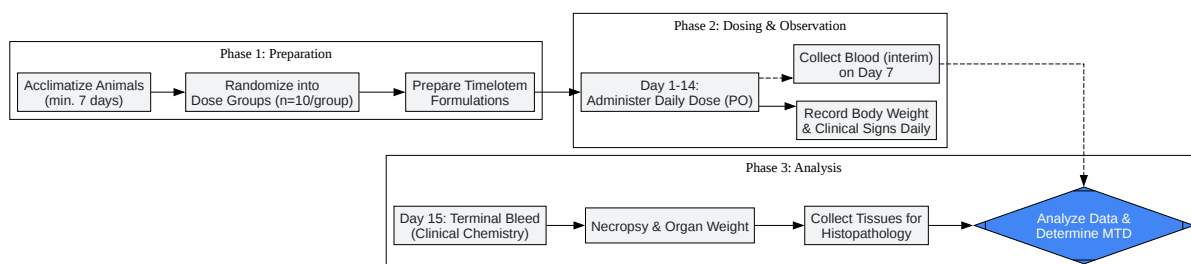 Phase 1: Preparation
Acclimatize Animals
(min. 7 days)
Randomize into
Dose Groups (n=10/group)
Prepare Timelotem
Formulations
Phase 2: Dosing & Observation
Day 1-14:
Administer Daily Dose (PO)
Collect Blood (interim)
on Day 7
Record Body Weight
& Clinical Signs Daily
Phase 3: Analysis
Day 15: Terminal Bleed
(Clinical Chemistry)
Necropsy & Organ Weight
Collect Tissues for
Histopathology
Analyze Data &
Determine MTD